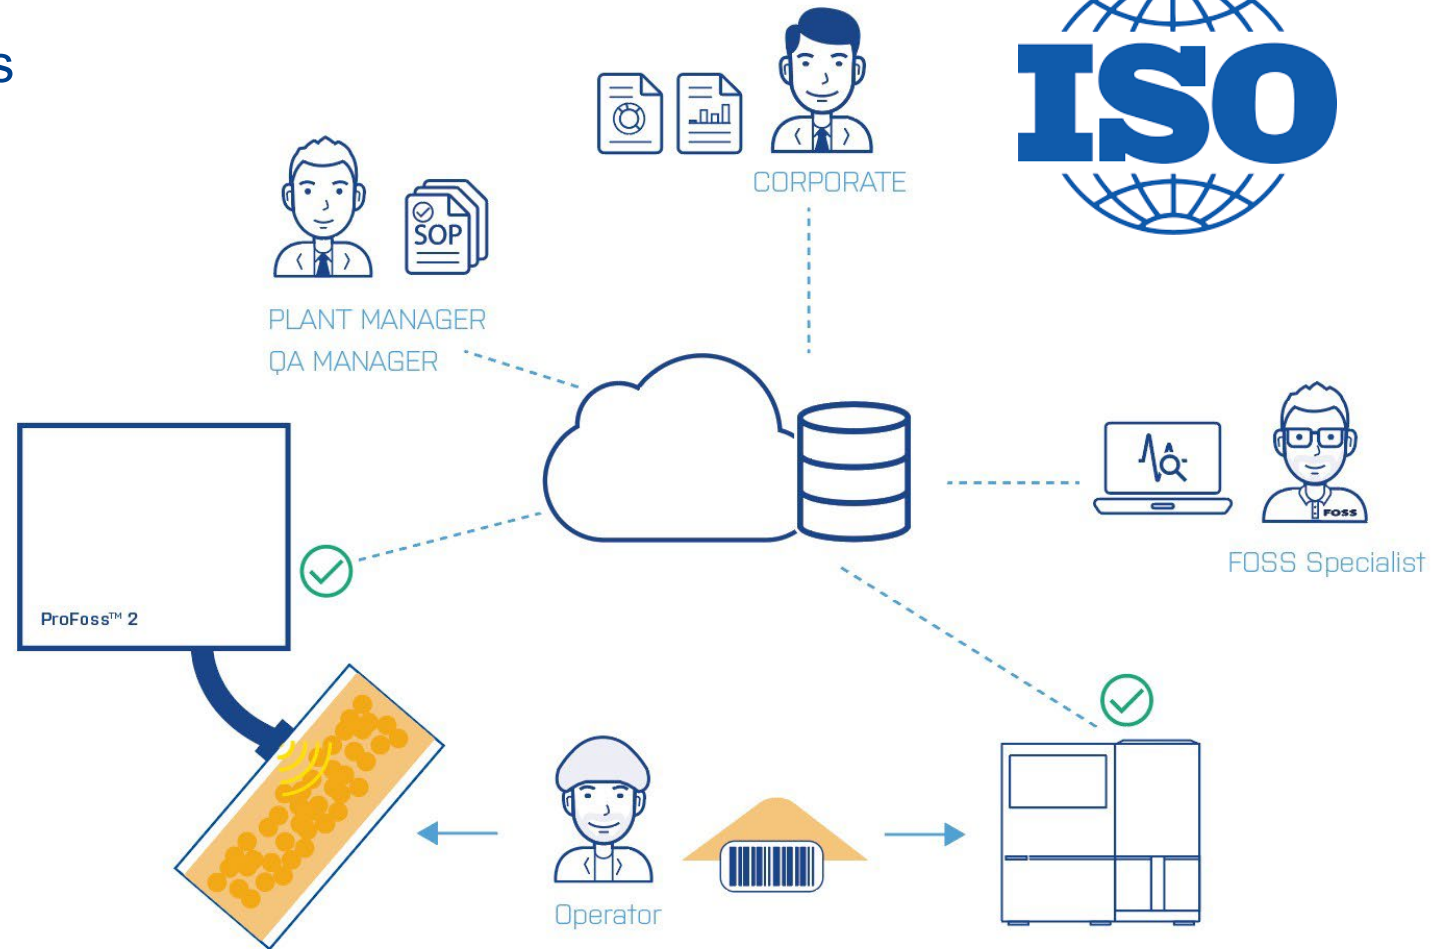 s
ISO
CORPORATE
SOP
PLANT MANAGER
QA MANAGER
A
FOSS
FOSS Specialist
ProFoss™ 2
Operator